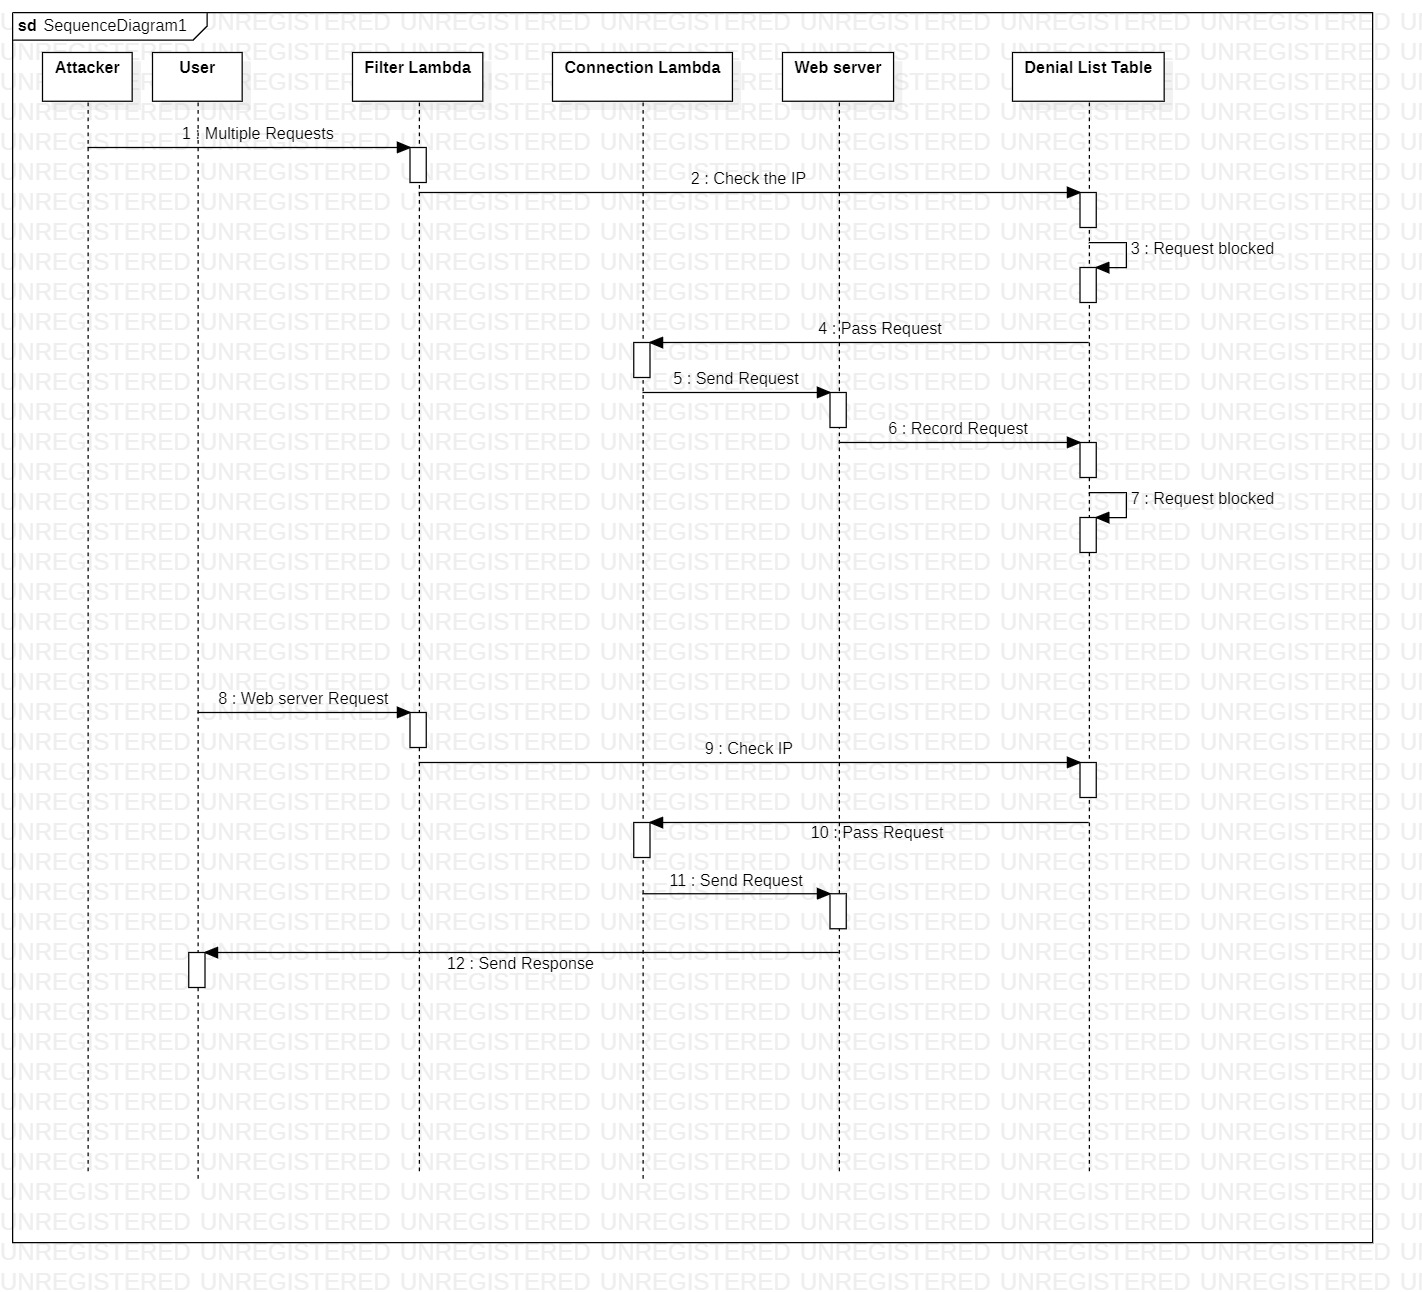 sd SequenceDiagram1
Attacker User Filter Lambda Connection Lambda Web server Denial List Table
1 : Multiple Requests
2 : Check the IP
3 : Request blocked
4 : Pass Request
5 : Send Request
6 : Record Request
7 : Request blocked
8 : Web server Request
9 : Check IP
10 : Pass Request
11 : Send Request
12 : Send Response
UNREGISTERED